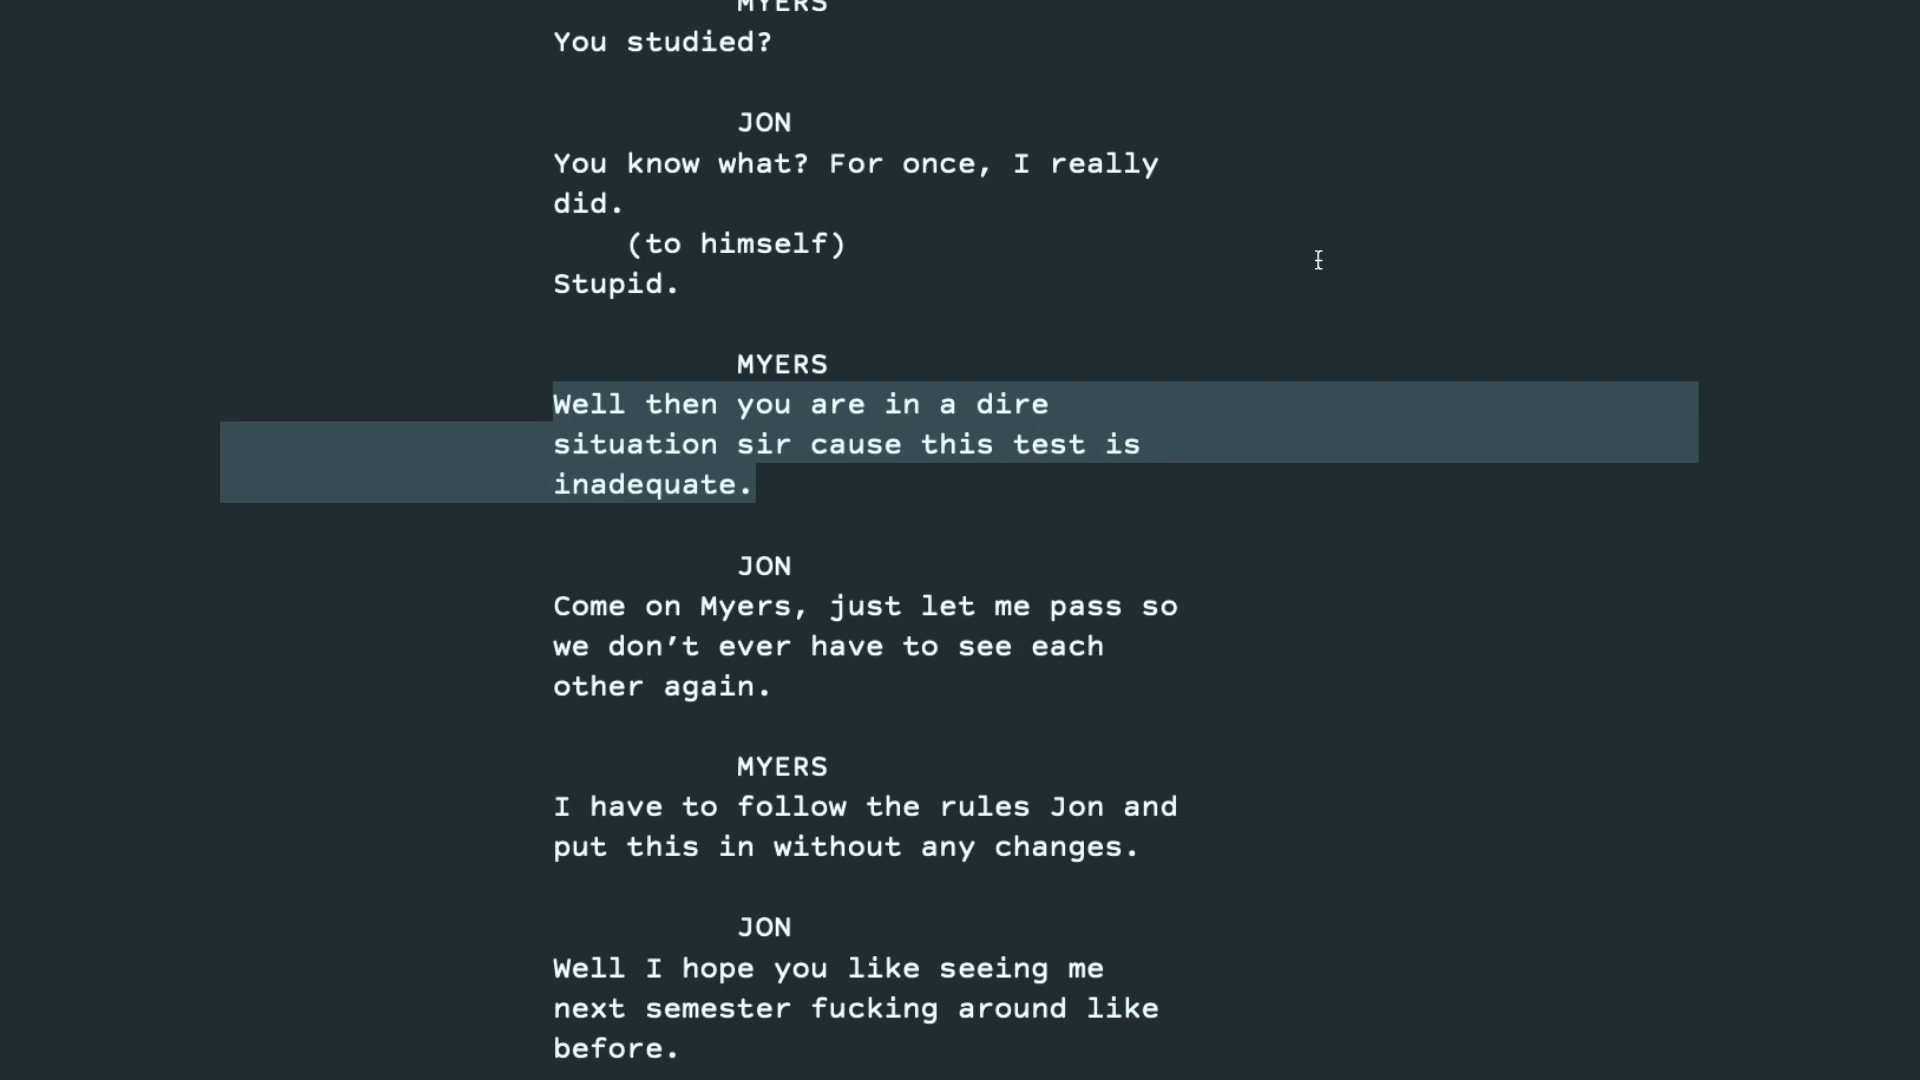 MYERS
You studied?
JON
You know what? For once, I really
did.
(to himself)
Stupid.
MYERS
Well then you are in a dire
situation sir cause this test is
inadequate.
JON
Come on Myers, just let me pass so
we don’t ever have to see each
other again.
MYERS
I have to follow the rules Jon and
put this in without any changes.
JON
Well I hope you like seeing me
next semester fucking around like
before.